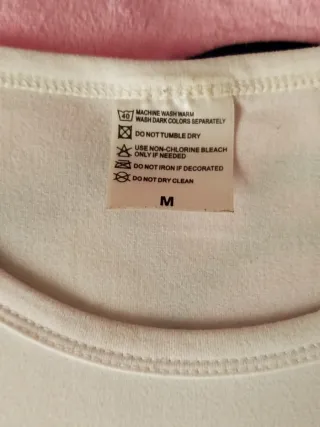 40 MACHINE WASH WARM
WASH DARK COLORS SEPARATELY
DO NOT TUMBLE DRY
USE NON-CHLORINE BLEACH
ONLY IF NEEDED
DO NOT IRON IF DECORATED
DO NOT DRY CLEAN
M